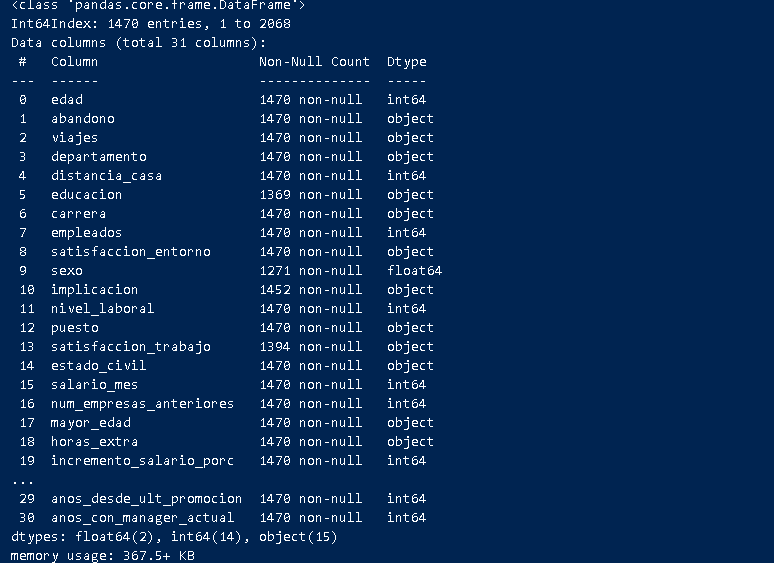 <class 'pandas.core.frame.DataFrame'>
Int64Index: 1470 entries, 1 to 2068
Data columns (total 31 columns):
 #   Column                     Non-Null Count  Dtype
---  ------                     --------------  -----
 0   edad                       1470 non-null   int64
 1   abandono                   1470 non-null   object
 2   viajes                     1470 non-null   object
 3   departamento               1470 non-null   object
 4   distancia_casa             1470 non-null   int64
 5   educacion                  1369 non-null   object
 6   carrera                    1470 non-null   object
 7   empleados                  1470 non-null   int64
 8   satisfaccion_entorno       1470 non-null   object
 9   sexo                       1271 non-null   float64
 10  implicacion                1452 non-null   object
 11  nivel_laboral              1470 non-null   int64
 12  puesto                     1470 non-null   object
 13  satisfaccion_trabajo       1394 non-null   object
 14  estado_civil               1470 non-null   object
 15  salario_mes                1470 non-null   int64
 16  num_empresas_anteriores    1470 non-null   int64
 17  mayor_edad                 1470 non-null   object
 18  horas_extra                1470 non-null   object
 19  incremento_salario_porc    1470 non-null   int64
...
 29  anos_desde_ult_promocion   1470 non-null   int64
 30  anos_con_manager_actual    1470 non-null   int64
dtypes: float64(2), int64(14), object(15)
memory usage: 367.5+ KB